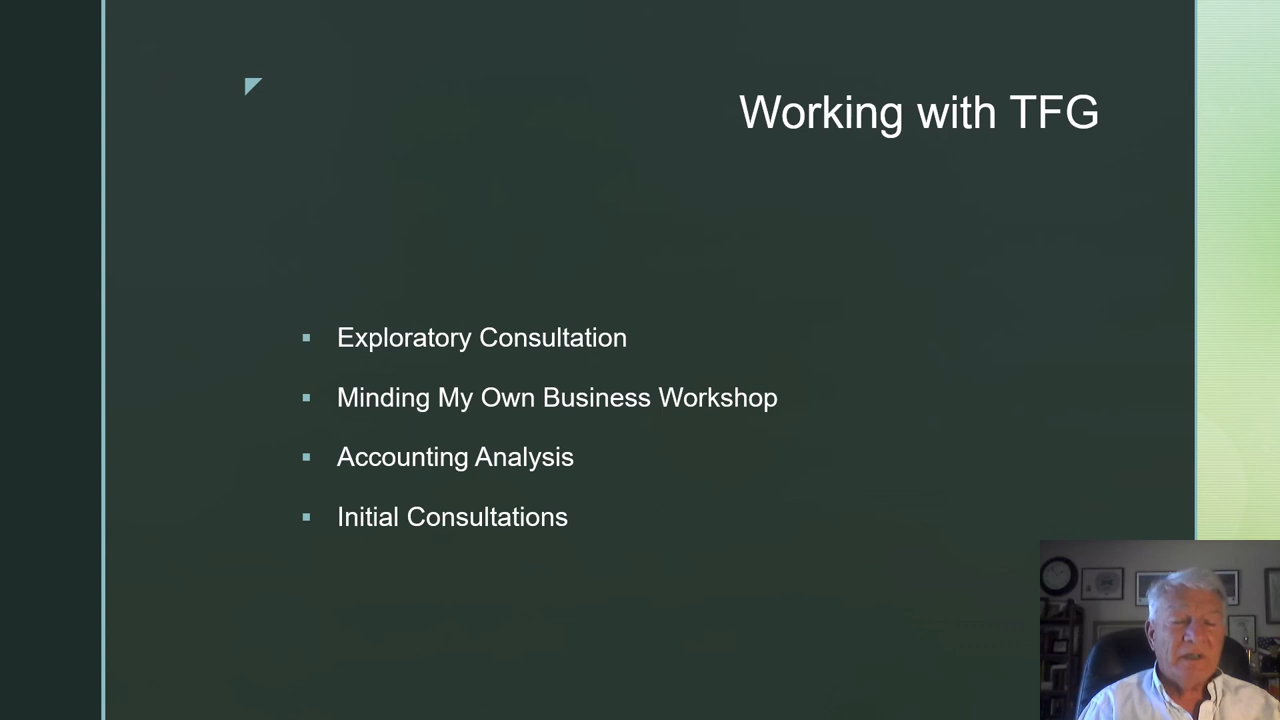 Working with TFG
Exploratory Consultation
Minding My Own Business Workshop
Accounting Analysis
Initial Consultations